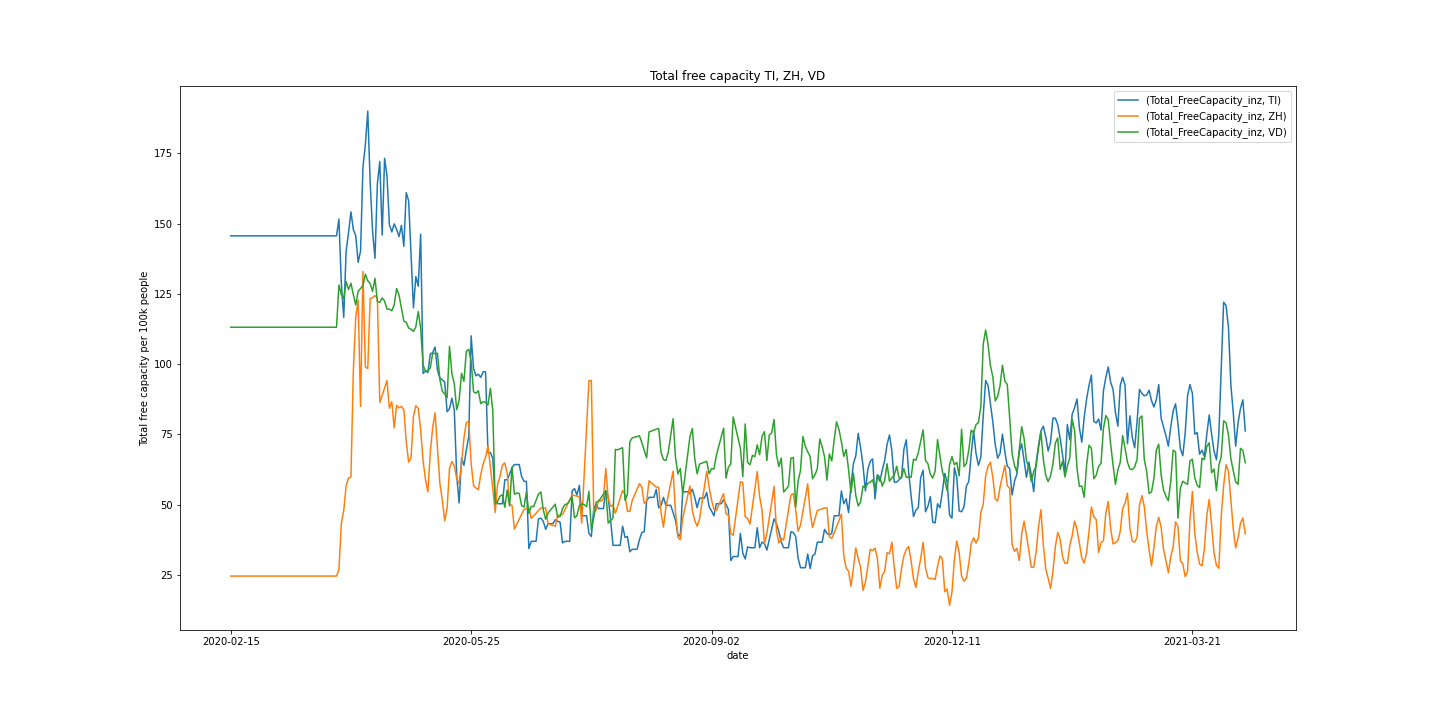 Total free capacity TI, ZH, VD
(Total_FreeCapacity_inz, TI)
(Total_FreeCapacity_inz, ZH)
(Total_FreeCapacity_inz, VD)
Total free capacity per 100k people
175
150
125
100
75
50
25
2020-02-15
2020-05-25
2020-09-02
2020-12-11
2021-03-21
date